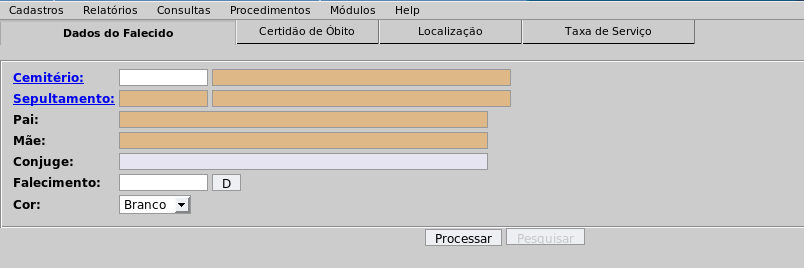 Cadastros Relatórios Consultas Procedimentos Módulos Help
Dados do Falecido Certidão de Óbito Localização Taxa de Serviço
Cemitério:
Sepultamento:
Pai:
Mãe:
Conjuge:
Falecimento: D
Cor: Branco
Processar Pesquisar